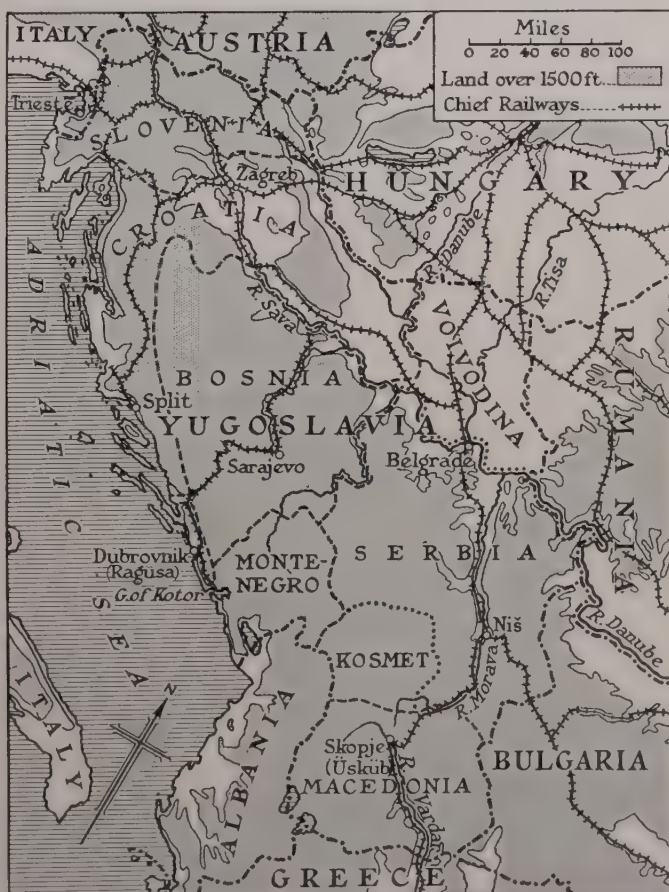 ITALY
AUSTRIA
Miles
0 20 40 60 80 100
Land over 1500 ft.
Chief Railways
Trieste
SLOVENIA
Zagreb
HUNGARY
CROATICA
R. Danube
R. Tisa
ADRIATIC SEA
R. Sava
VOIVODINA
RUMANIA
BOSNIA
Split
YUGOSLAVIA
Sarajevo
Belgrade
Dubrovnik
(Ragusa)
G. of Kotor
MONTE-
NEGRO
SERBIA
R. Danube
Niš
KOSMET
R. Morava
ITALY
N
ALBANIA
Skopje
(Üsküb)
MACEDONIA
R. Vardar
BULGARIA
GREECE